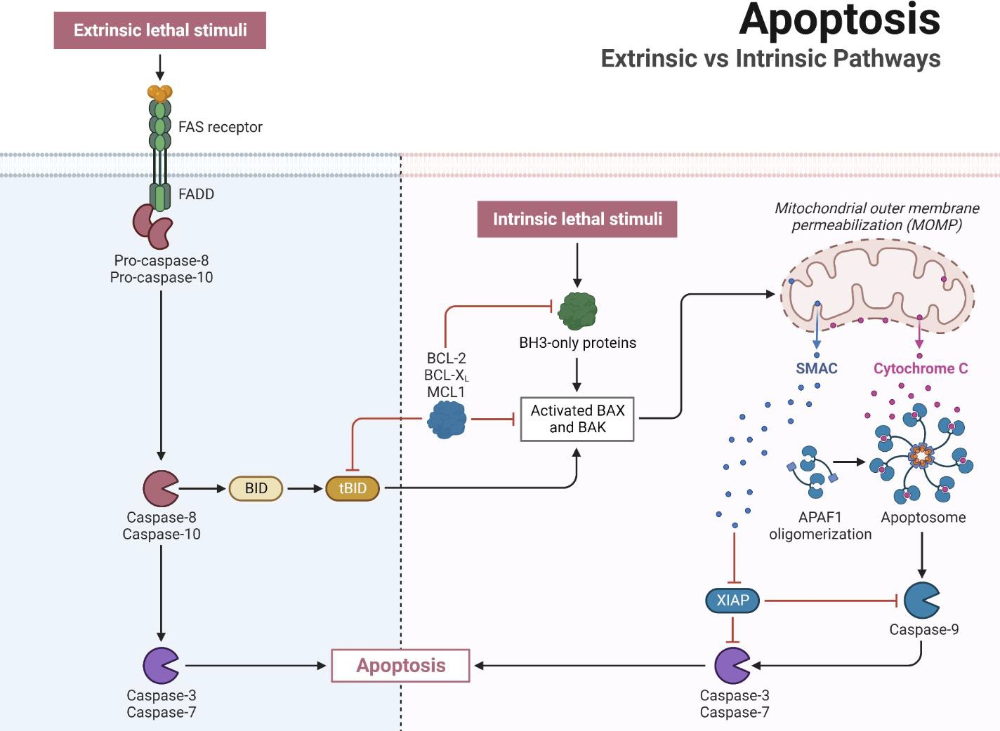 Apoptosis
Extrinsic vs Intrinsic Pathways
Extrinsic lethal stimuli
FAS receptor
FADD
Pro-caspase-8
Pro-caspase-10
Caspase-8
Caspase-10
BID
tBID
Caspase-3
Caspase-7
Apoptosis
Intrinsic lethal stimuli
BH3-only proteins
BCL-2
BCL-XL
MCL1
Activated BAX
and BAK
Mitochondrial outer membrane
permeabilization (MOMP)
SMAC
Cytochrome C
APAF1
oligomerization
Apoptosome
XIAP
Caspase-9
Caspase-3
Caspase-7